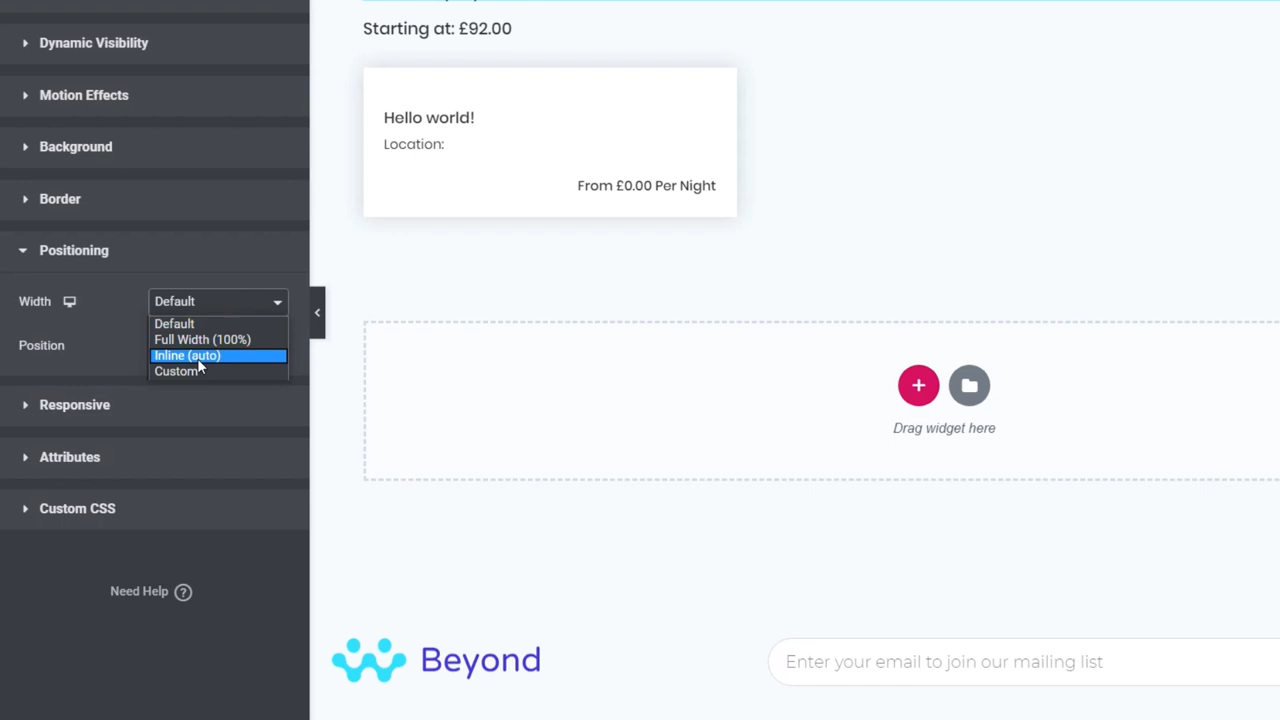 Dynamic Visibility
Motion Effects
Background
Border
Positioning
Width
Default
Default
Full Width (100%)
Inline (auto)
Custom
Position
Responsive
Attributes
Custom CSS
Need Help ?
Starting at: £92.00
Hello world!
Location:
From £0.00 Per Night
Drag widget here
Beyond
Enter your email to join our mailing list